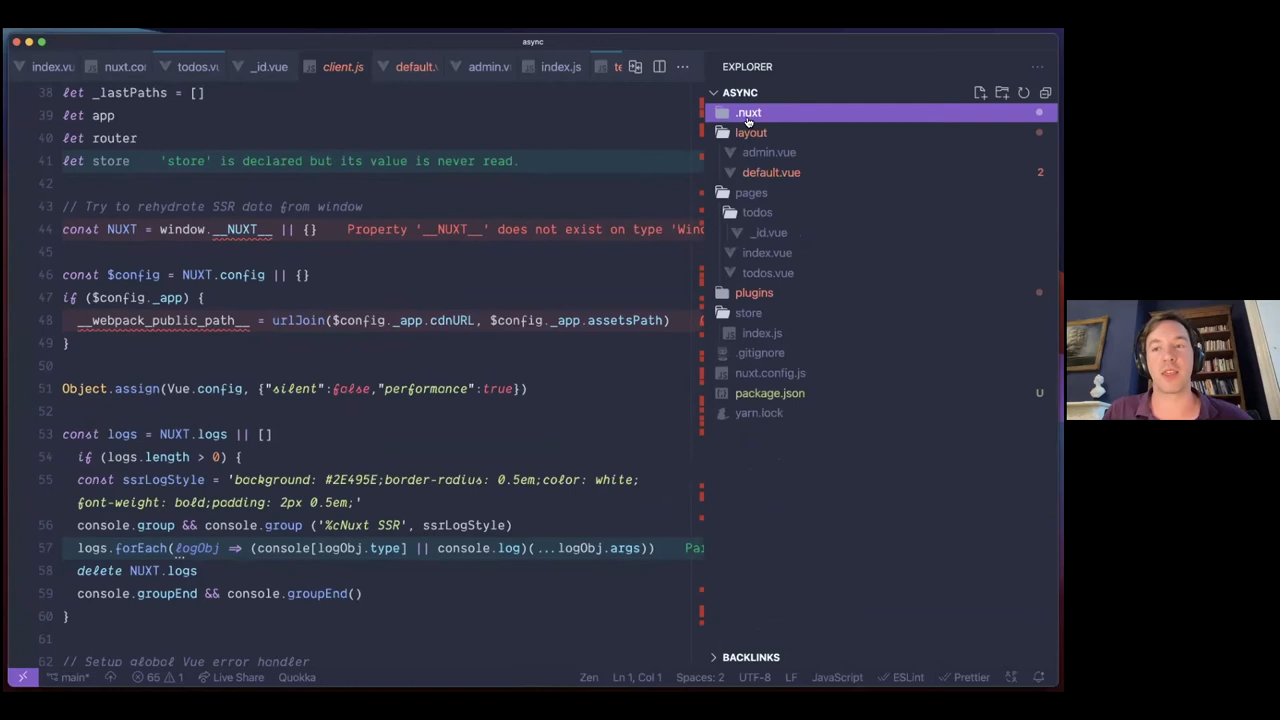 async
index.vu
nuxt.co
todos.vu
_id.vue
client.js
default.
admin.v
index.js
te
38 let _lastPaths = []
39 let app
40 let router
41 let store 'store' is declared but its value is never read.
42
43 // Try to rehydrate SSR data from window
44 const NUXT = window.__NUXT__ || {} Property '__NUXT__' does not exist on type 'Wind
45
46 const $config = NUXT.config || {}
47 if ($config._app) {
48 __webpack_public_path__ = urlJoin($config._app.cdnURL, $config._app.assetsPath)
49 }
50
51 Object.assign(Vue.config, {"silent":false,"performance":true})
52
53 const logs = NUXT.logs || []
54 if (logs.length > 0) {
55 const ssrLogStyle = 'background: #2E495E;border-radius: 0.5em;color: white;
font-weight: bold;padding: 2px 0.5em;'
56 console.group && console.group ('%cNuxt SSR', ssrLogStyle)
57 logs.forEach(logObj => (console[logObj.type] || console.log)(...logObj.args)) Pa
58 delete NUXT.logs
59 console.groupEnd && console.groupEnd()
60 }
61
62 // Setup global Vue error handler
EXPLORER
ASYNC
.nuxt
layout
admin.vue
default.vue 2
pages
todos
_id.vue
index.vue
todos.vue
plugins
store
index.js
.gitignore
nuxt.config.js
package.json U
yarn.lock
BACKLINKS
main* 65 1 Live Share Quokka Zen Ln 1, Col 1 Spaces: 2 UTF-8 LF JavaScript ESLint Prettier